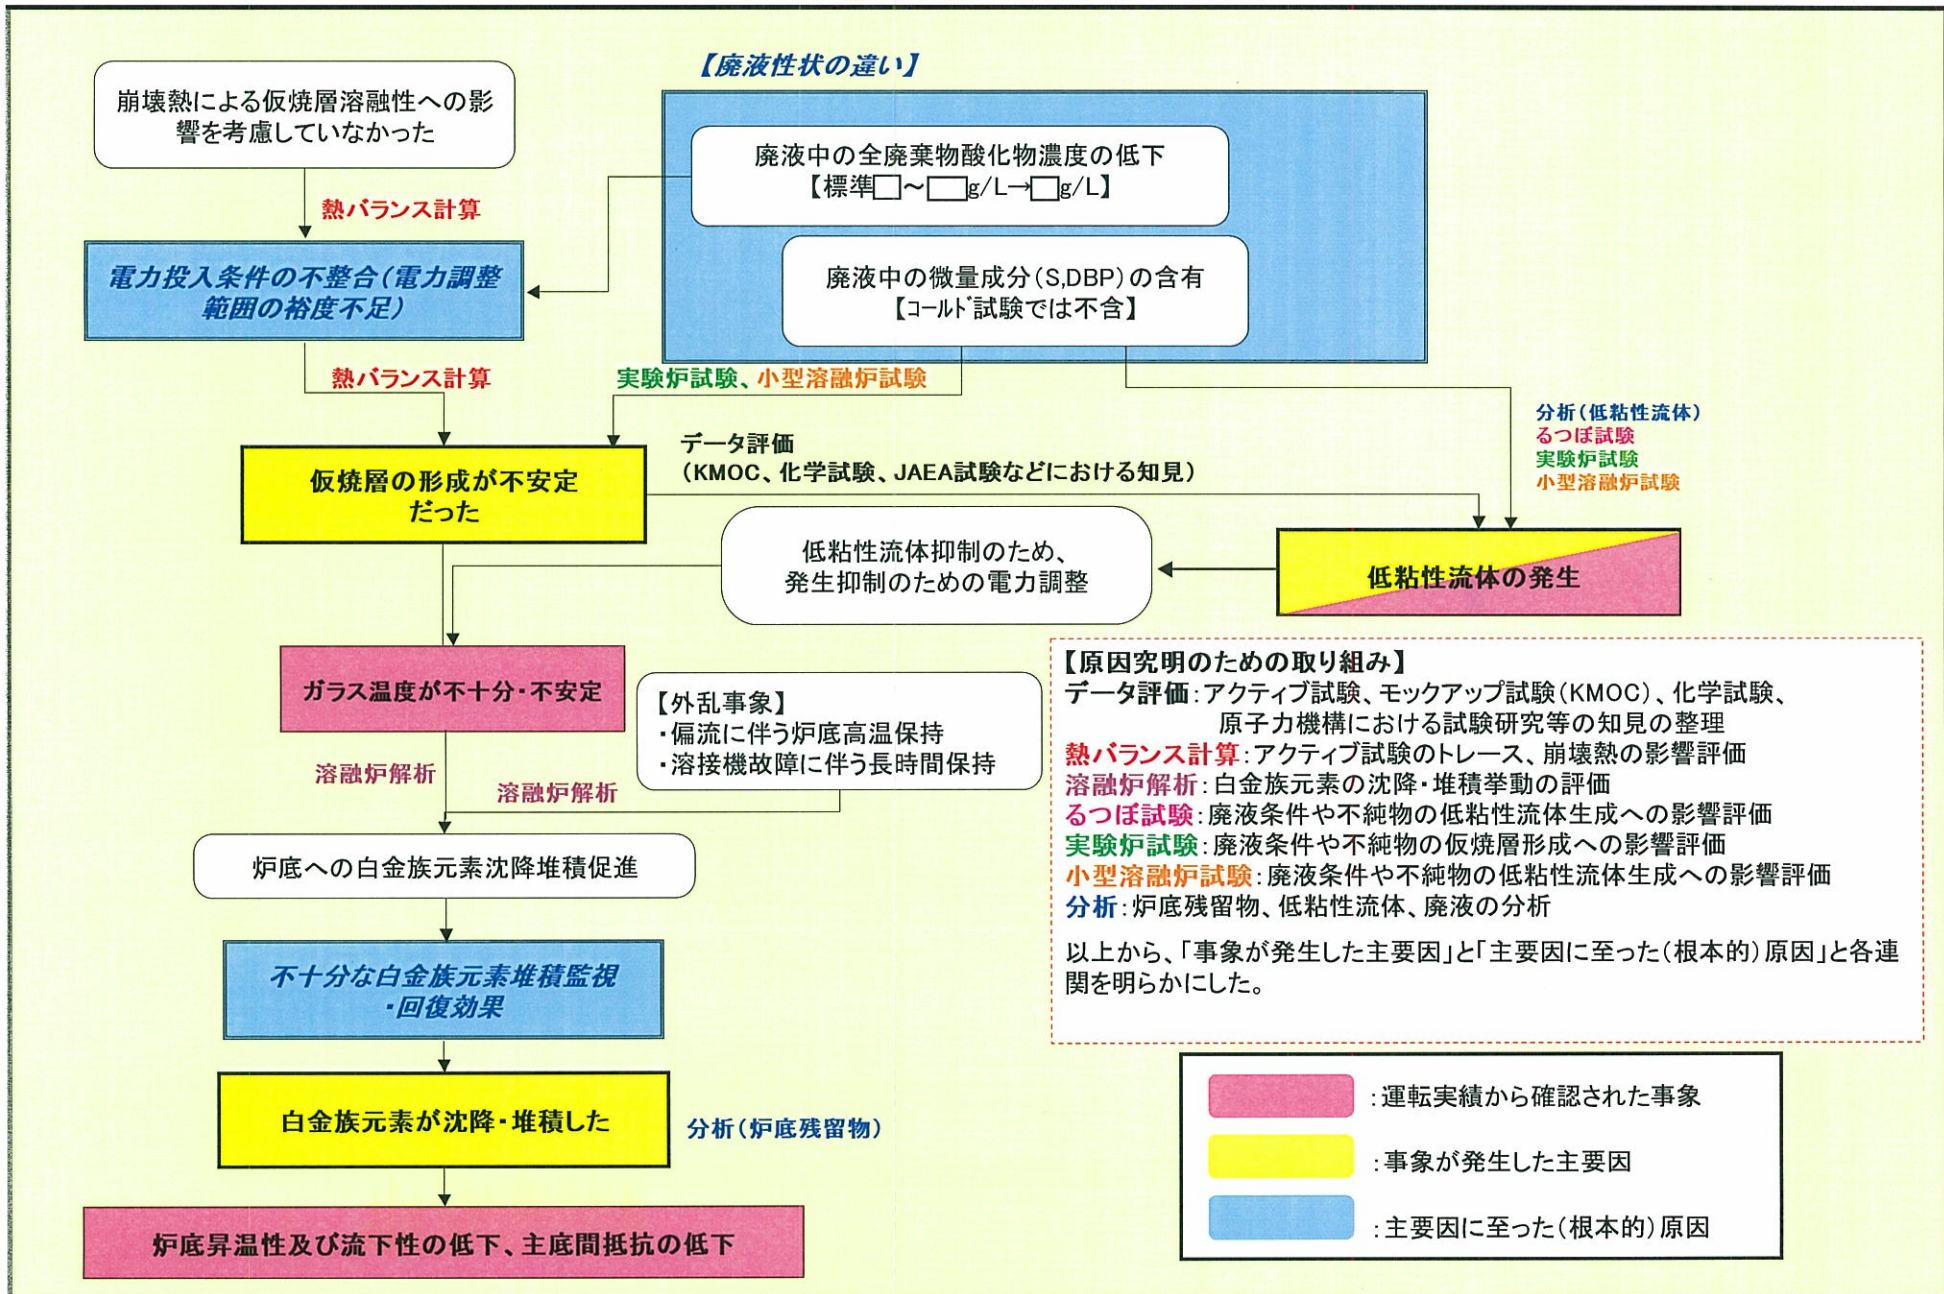 【廃液性状の違い】
崩壊熱による仮焼層溶融性への影
響を考慮していなかった
廃液中の全廃棄物酸化物濃度の低下
【標準□～□g/L→□g/L】
熱バランス計算
廃液中の微量成分(S,DBP)の含有
【コールド試験では不含】
電力投入条件の不整合(電力調整
範囲の裕度不足)
熱バランス計算
実験炉試験、小型溶融炉試験
分析(低粘性流体)
るつぼ試験
実験炉試験
小型溶融炉試験
データ評価
(KMOC、化学試験、JAEA試験などにおける知見)
仮焼層の形成が不安定
だった
低粘性流体抑制のため、
発生抑制のための電力調整
低粘性流体の発生
ガラス温度が不十分・不安定
【外乱事象】
・偏流に伴う炉底高温保持
・溶接機故障に伴う長時間保持
溶融炉解析
溶融炉解析
炉底への白金族元素沈降堆積促進
不十分な白金族元素堆積監視
・回復効果
白金族元素が沈降・堆積した
分析(炉底残留物)
炉底昇温性及び流下性の低下、主底間抵抗の低下
【原因究明のための取り組み】
データ評価:アクティブ試験、モックアップ試験(KMOC)、化学試験、
原子力機構における試験研究等の知見の整理
熱バランス計算:アクティブ試験のトレース、崩壊熱の影響評価
溶融炉解析:白金族元素の沈降・堆積挙動の評価
るつぼ試験:廃液条件や不純物の低粘性流体生成への影響評価
実験炉試験:廃液条件や不純物の仮焼層形成への影響評価
小型溶融炉試験:廃液条件や不純物の低粘性流体生成への影響評価
分析:炉底残留物、低粘性流体、廃液の分析
以上から、「事象が発生した主要因」と「主要因に至った(根本的)原因」と各連
関を明らかにした。
:運転実績から確認された事象
:事象が発生した主要因
:主要因に至った(根本的)原因